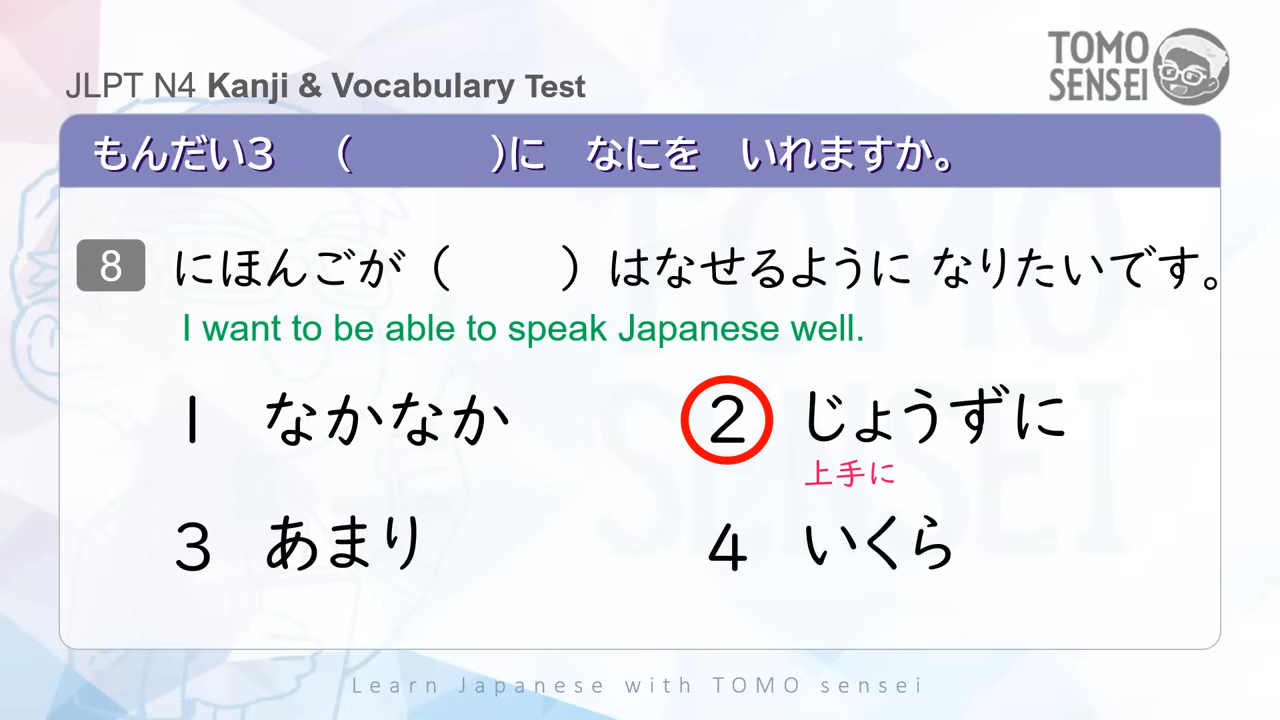 TOMO
SENSEI
JLPT N4 Kanji & Vocabulary Test
もんだい3 ( )に なにを いれますか。
8 にほんごが ( ) はなせるように なりたいです。
I want to be able to speak Japanese well.
1 なかなか 2 じょうずに
上手に
3 あまり 4 いくら
TOMO
SENSEI
Learn Japanese with TOMO sensei